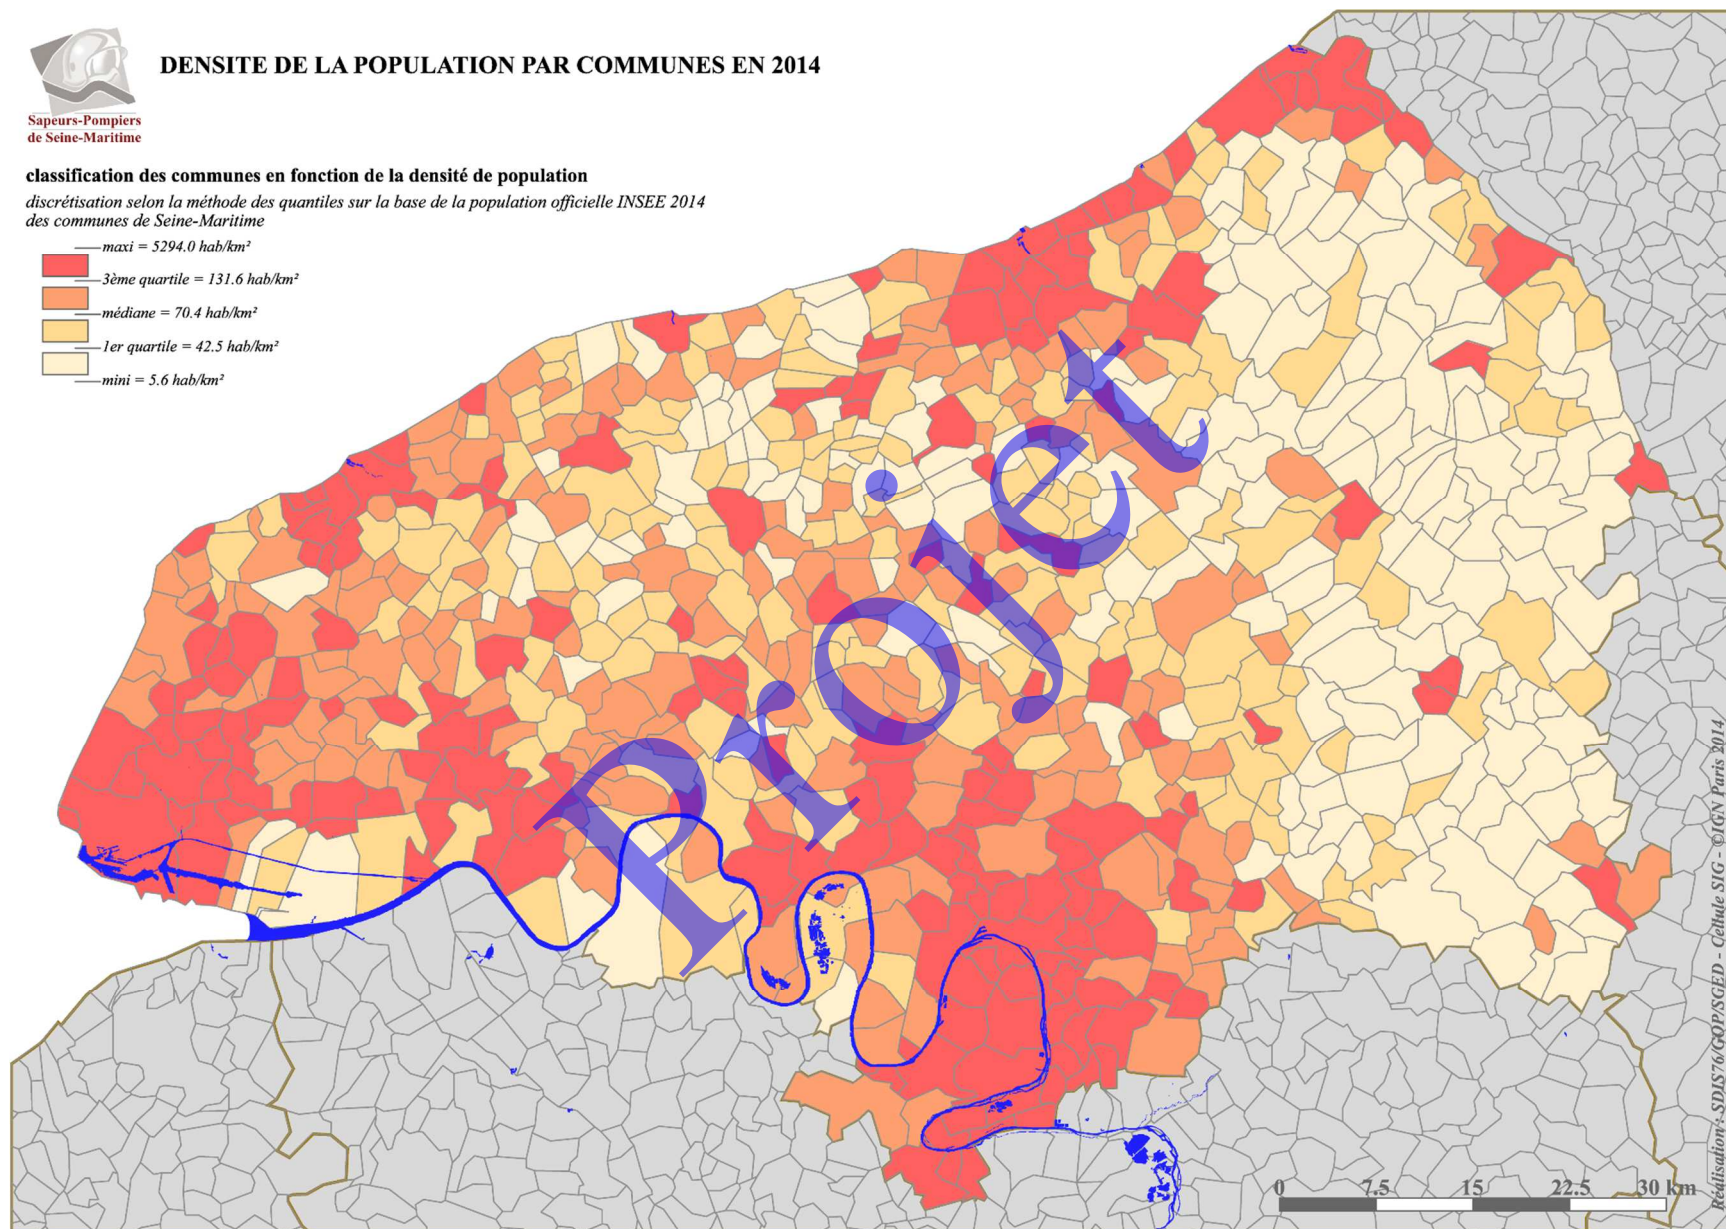 DENSITE DE LA POPULATION PAR COMMUNES EN 2014
Sapeurs-Pompiers
de Seine-Maritime
classification des communes en fonction de la densité de population
discrétisation selon la méthode des quantiles sur la base de la population officielle INSEE 2014
des communes de Seine-Maritime
maxi = 5294.0 hab/km²
3ème quartile = 131.6 hab/km²
médiane = 70.4 hab/km²
1er quartile = 42.5 hab/km²
mini = 5.6 hab/km²
Projet
0 7.5 15 22.5 30 km
Réalisation : SDIS76/GOP/SGED - Cellule SIG - ©IGN Paris 2014